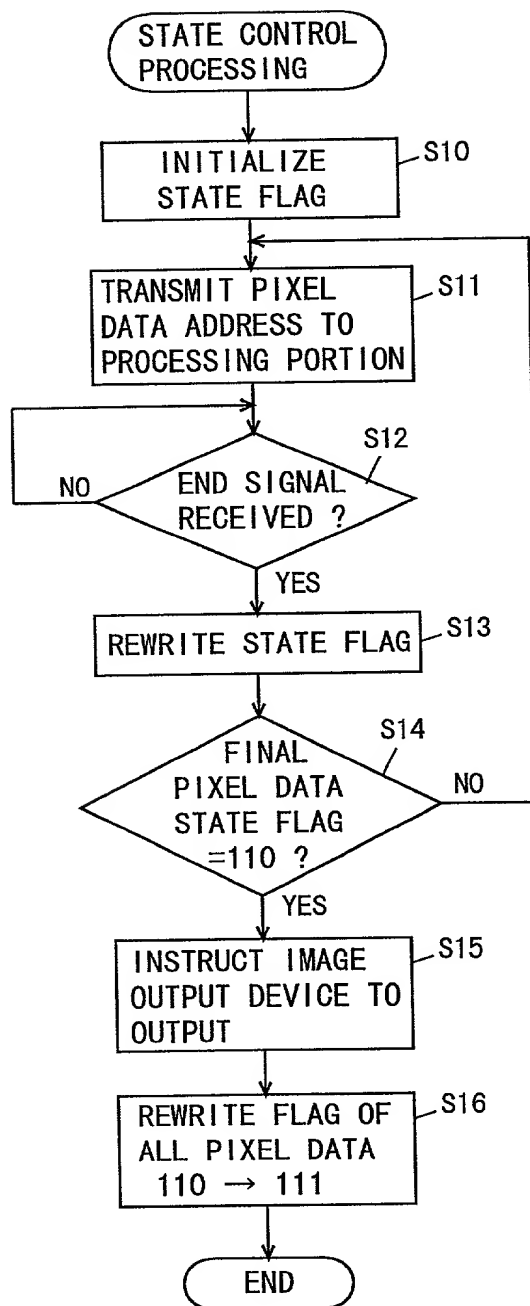 STATE CONTROL
PROCESSING
INITIALIZE
STATE FLAG
S10
TRANSMIT PIXEL
DATA ADDRESS TO
PROCESSING PORTION
S11
END SIGNAL
RECEIVED ?
S12
NO
YES
REWRITE STATE FLAG
S13
FINAL
PIXEL DATA
STATE FLAG
=110 ?
S14
NO
YES
INSTRUCT IMAGE
OUTPUT DEVICE TO
OUTPUT
S15
REWRITE FLAG OF
ALL PIXEL DATA
110 → 111
S16
END